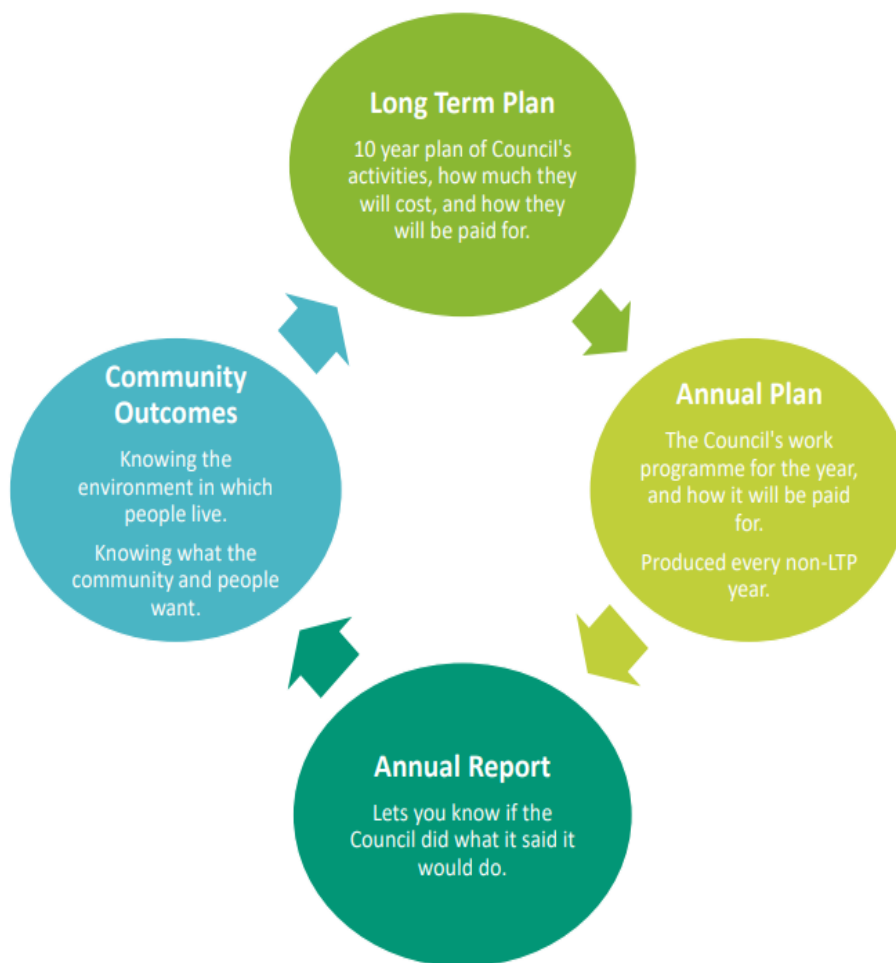 Long Term Plan
10 year plan of Council's
activities, how much they
will cost, and how they
will be paid for.
Annual Plan
The Council's work
programme for the year,
and how it will be paid
for.
Produced every non-LTP
year.
Annual Report
Lets you know if the
Council did what it said it
would do.
Community
Outcomes
Knowing the
environment in which
people live.
Knowing what the
community and people
want.